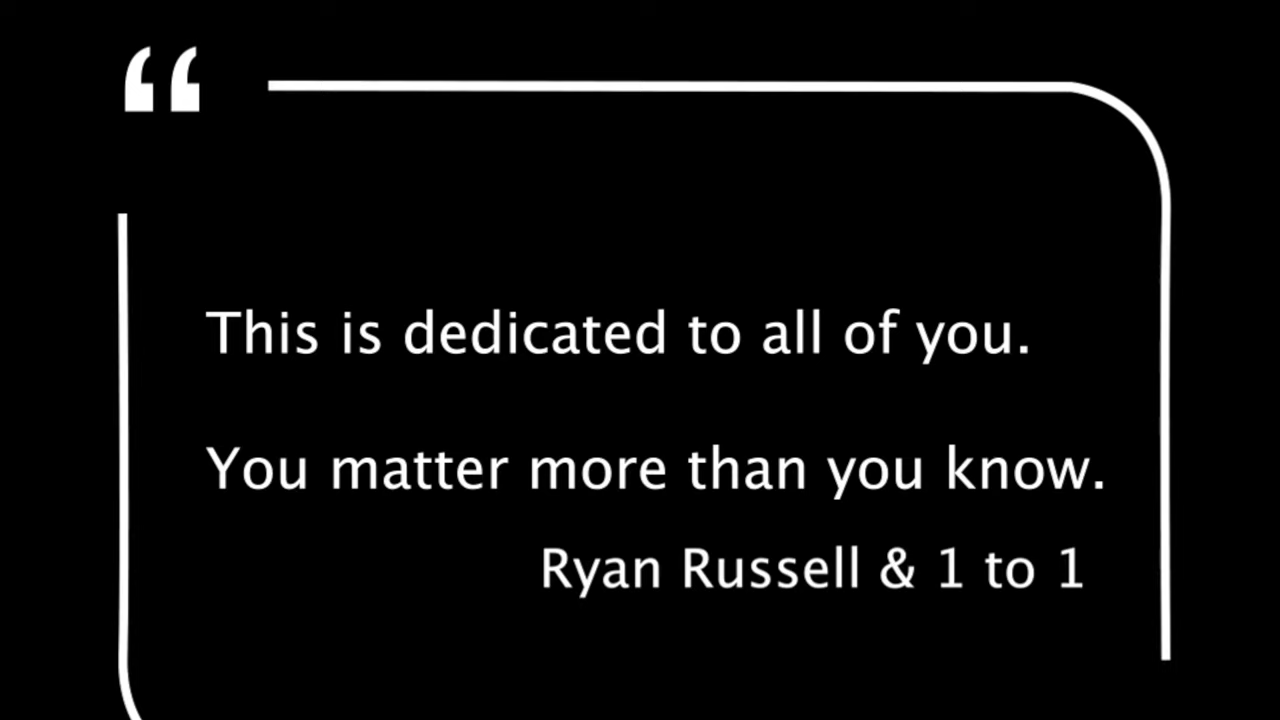 “
This is dedicated to all of you.
You matter more than you know.
Ryan Russell & 1 to 1